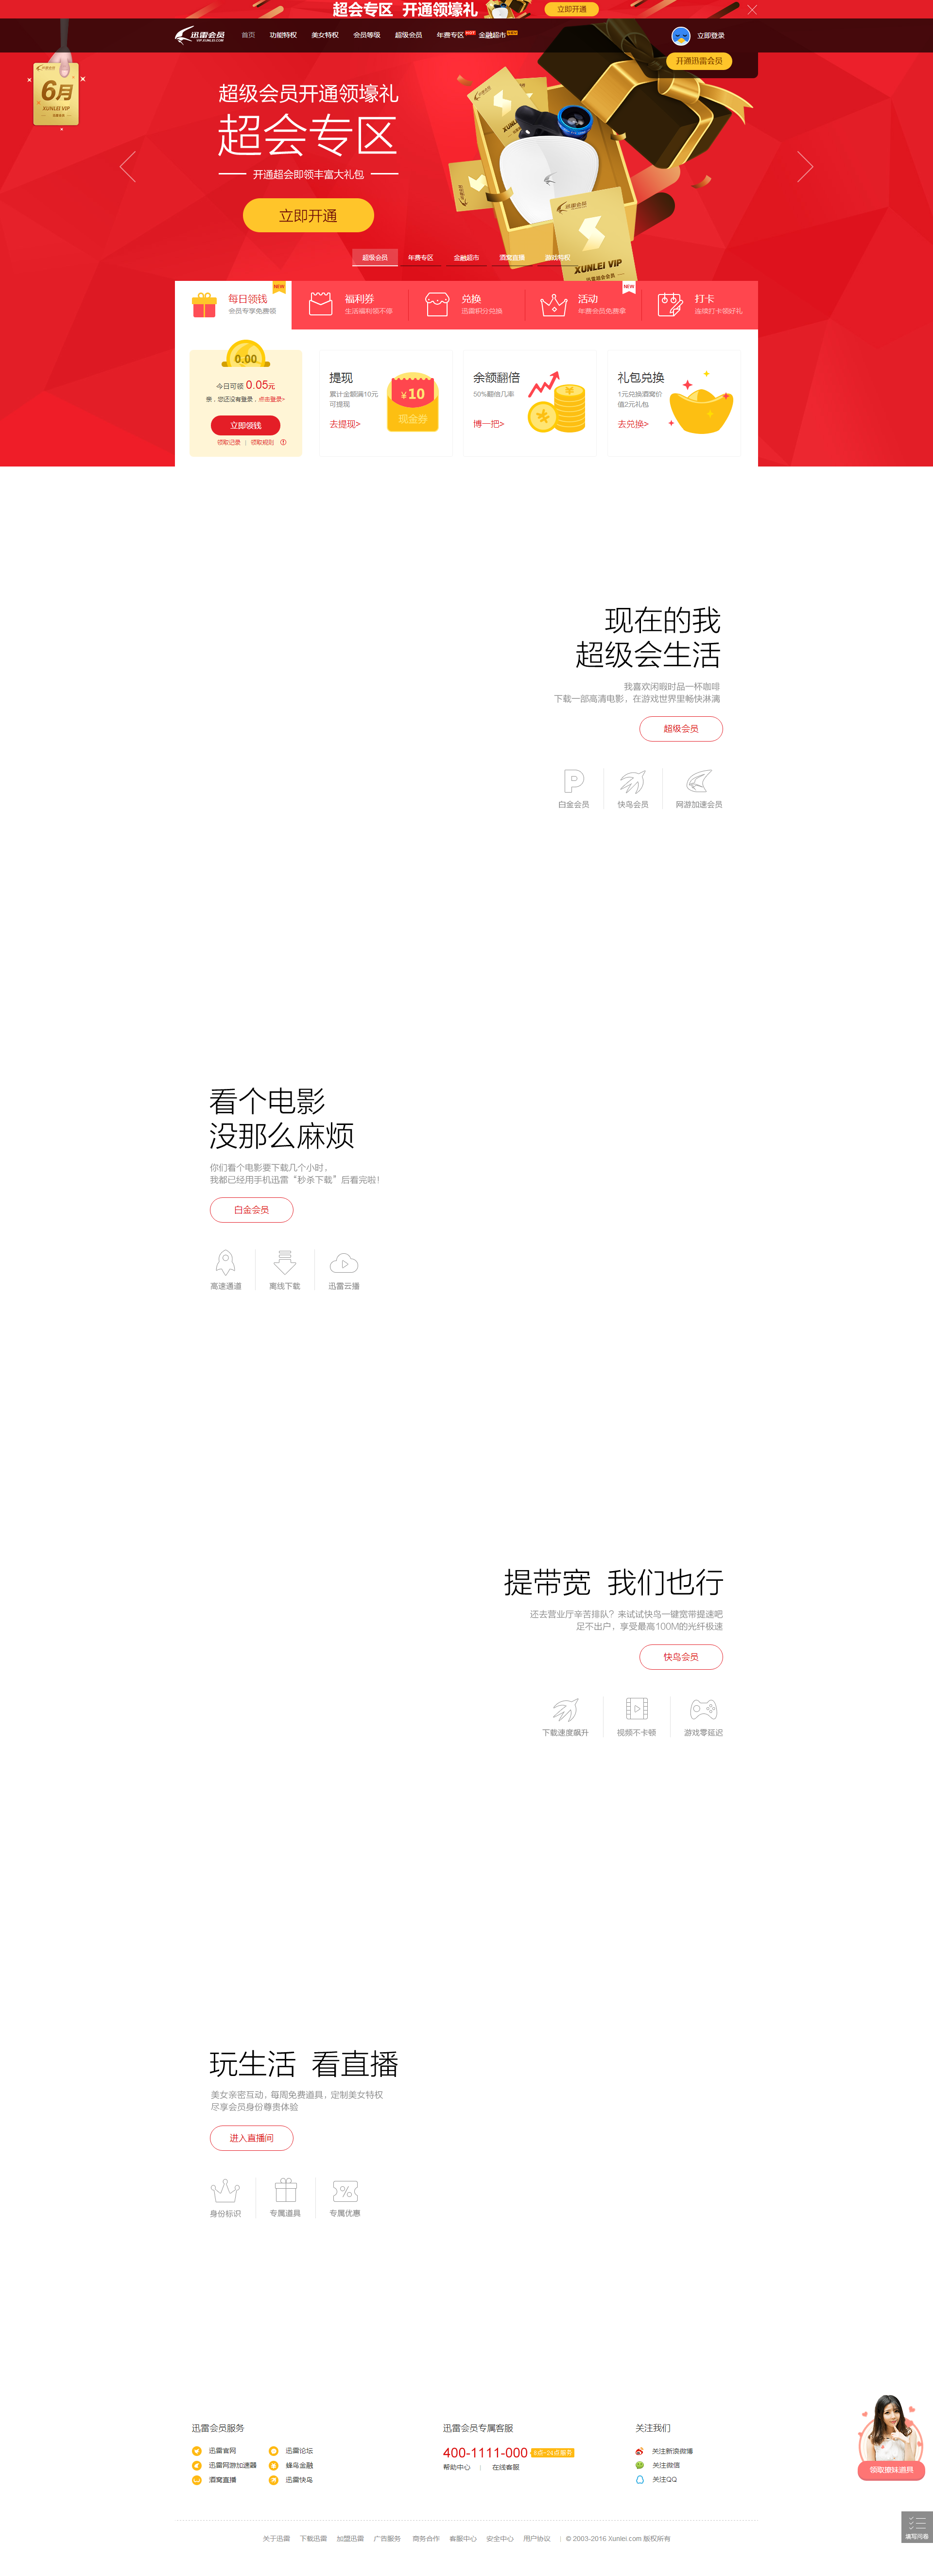 超会专区 开通领壕礼
立即开通
迅雷会员
VIP.XUNLEI.COM
首页 功能特权 美女特权 会员等级 超级会员 年费专区 HOT 金融超市 NEW
立即登录
开通迅雷会员
6月
XUNLEI VIP
超级会员开通领壕礼
超会专区
开通超会即领丰富大礼包
立即开通
XUNLEI VIP
超级会员 年费专区 金融超市 酒窝直播 游戏特权
每日领钱
会员专享免费领
NEW
福利券
生活福利领不停
兑换
迅雷积分兑换
活动
年费会员免费拿
NEW
打卡
连续打卡领好礼
0.00
今日可领 0.05元
亲,您还没有登录,点击登录>
立即领钱
领取记录 | 领取规则
提现
累计金额满10元
可提现
去提现>
¥10
现金券
余额翻倍
50%翻倍几率
博一把>
礼包兑换
1元兑换酒窝价
值2元礼包
去兑换>
现在的我
超级会生活
我喜欢闲暇时品一杯咖啡
下载一部高清电影,在游戏世界里畅快淋漓
超级会员
白金会员 快鸟会员 网游加速会员
看个电影
没那么麻烦
你们看个电影要下载几个小时,
我都已经用手机迅雷“秒杀下载”后看完啦!
白金会员
高速通道 离线下载 迅雷云播
提带宽 我们也行
还去营业厅辛苦排队?来试试快鸟一键宽带提速吧
足不出户,享受最高100M的光纤极速
快鸟会员
下载速度飙升 视频不卡顿 游戏零延迟
玩生活 看直播
美女亲密互动,每周免费道具,定制美女特权
尽享会员身份尊贵体验
进入直播间
身份标识 专属道具 专属优惠
迅雷会员服务
迅雷官网 迅雷论坛
迅雷网游加速器 蜂鸟金融
酒窝直播 迅雷快鸟
迅雷会员专属客服
400-1111-000 8点-24点服务
帮助中心 | 在线客服
关注我们
关注新浪微博
关注微信
关注QQ
领取撩妹道具
填写问卷
关于迅雷 下载迅雷 加盟迅雷 广告服务 商务合作 客服中心 安全中心 用户协议 | © 2003-2016 Xunlei.com 版权所有